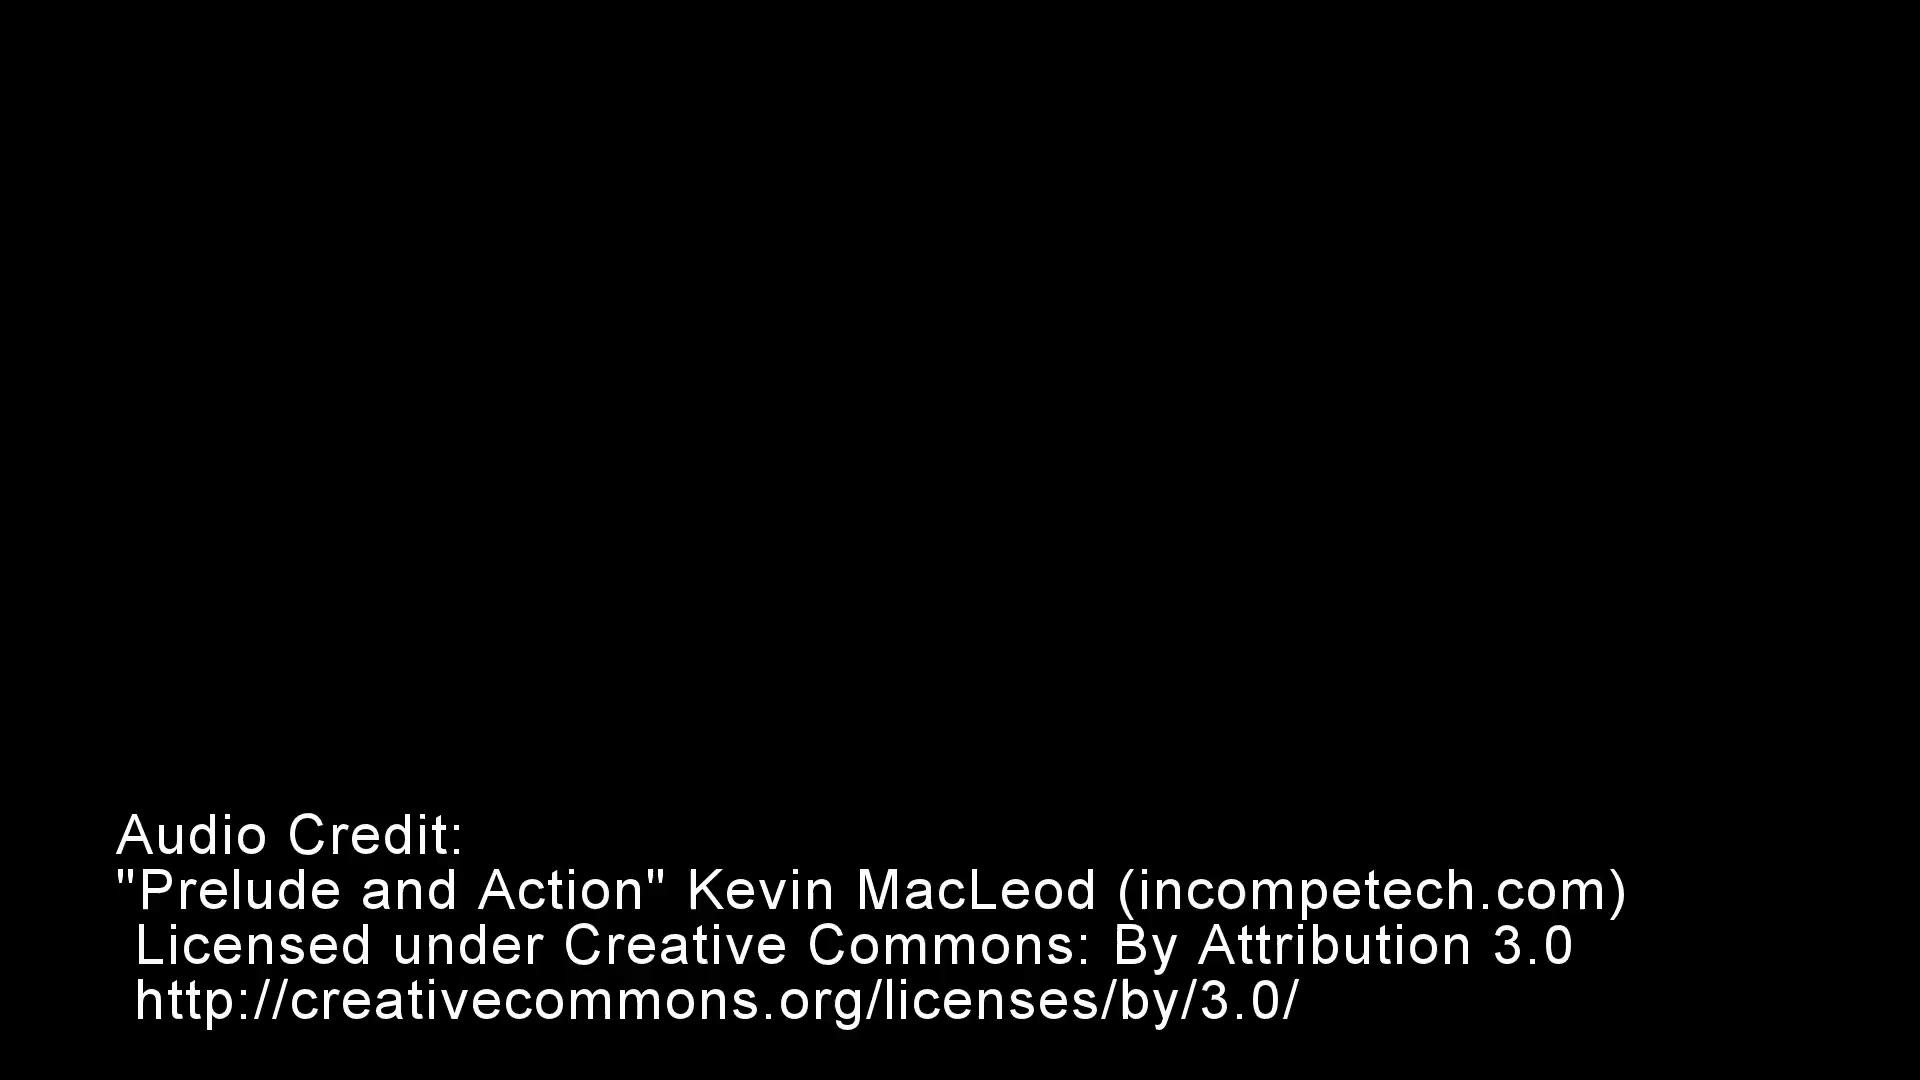 Audio Credit:
"Prelude and Action" Kevin MacLeod (incompetech.com)
Licensed under Creative Commons: By Attribution 3.0
http://creativecommons.org/licenses/by/3.0/